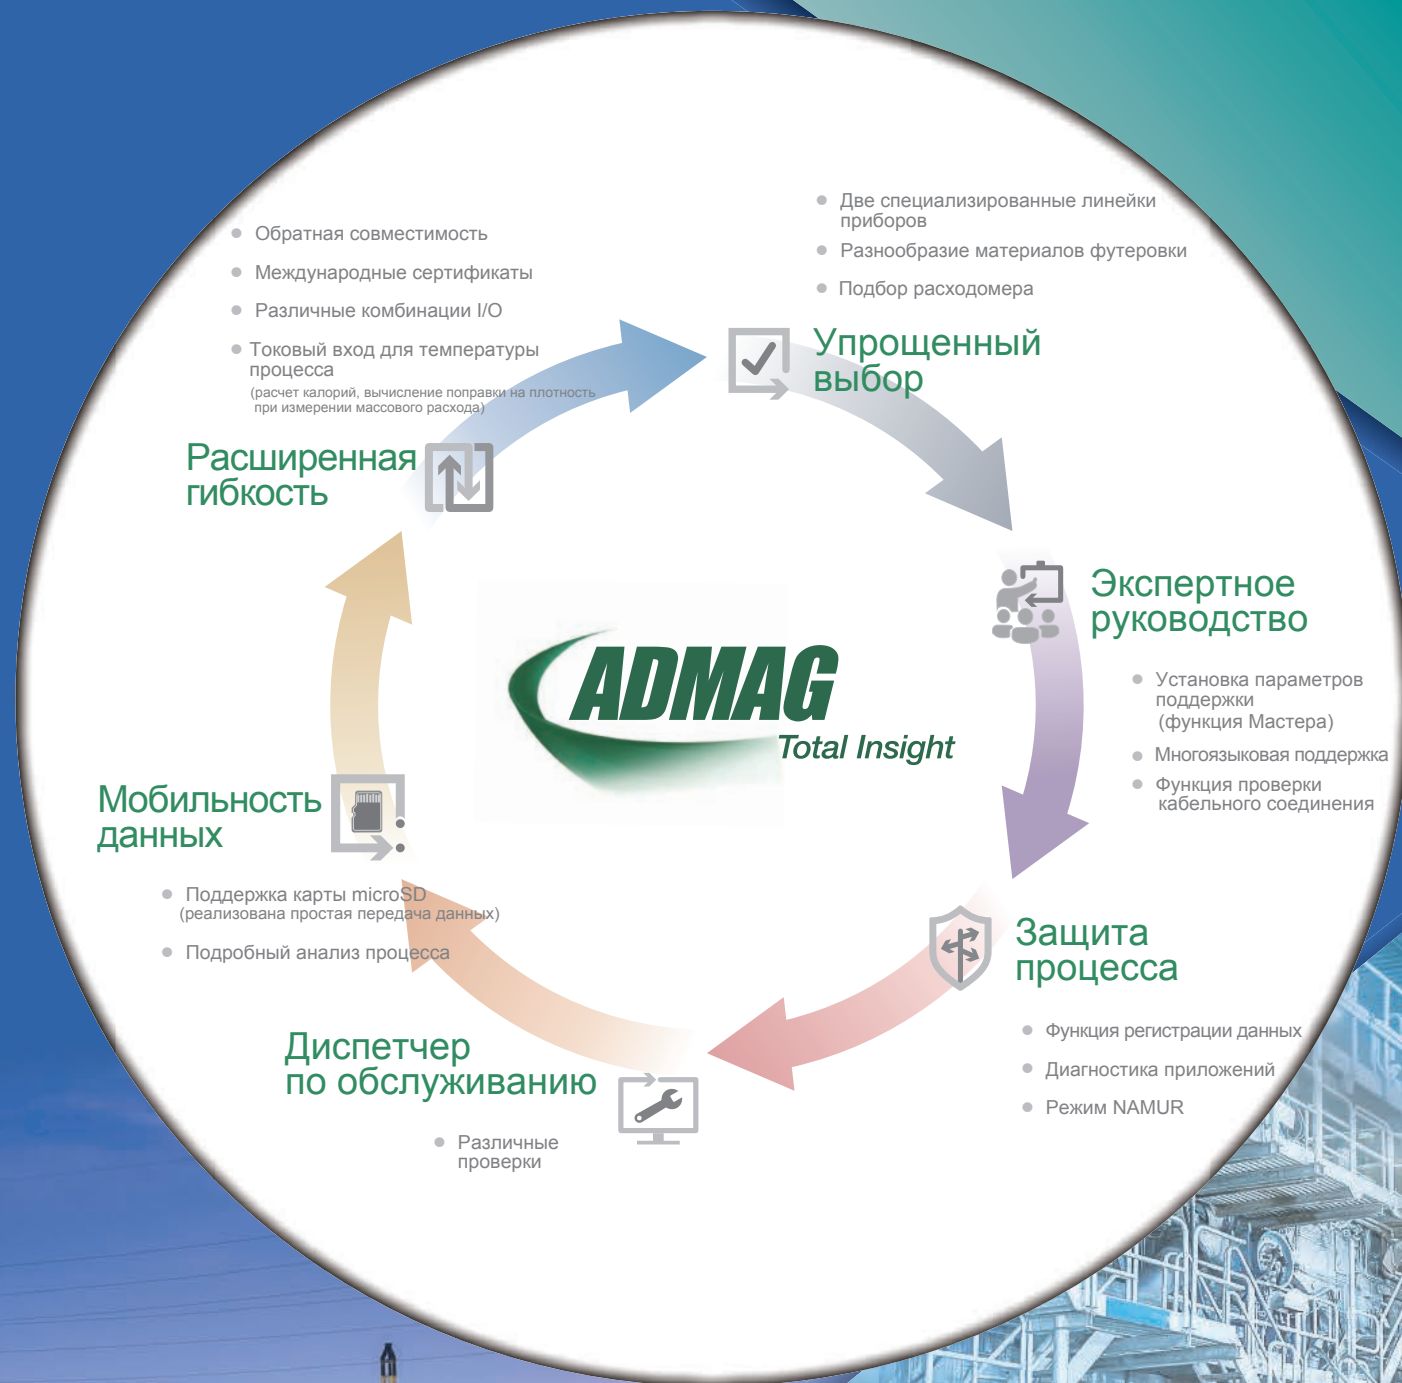 Обратная совместимость
Международные сертификаты
Различные комбинации I/O
Токовый вход для температуры
процесса
(расчет калорий, вычисление поправки на плотность
при измерении массового расхода)
Расширенная
гибкость
Две специализированные линейки
приборов
Разнообразие материалов футеровки
Подбор расходомера
Упрощенный
выбор
Экспертное
руководство
Установка параметров
поддержки
(функция Мастера)
Многоязыковая поддержка
Функция проверки
кабельного соединения
ADMAG
Total Insight
Мобильность
данных
Поддержка карты microSD
(реализована простая передача данных)
Подробный анализ процесса
Защита
процесса
Функция регистрации данных
Диагностика приложений
Режим NAMUR
Диспетчер
по обслуживанию
Различные
проверки